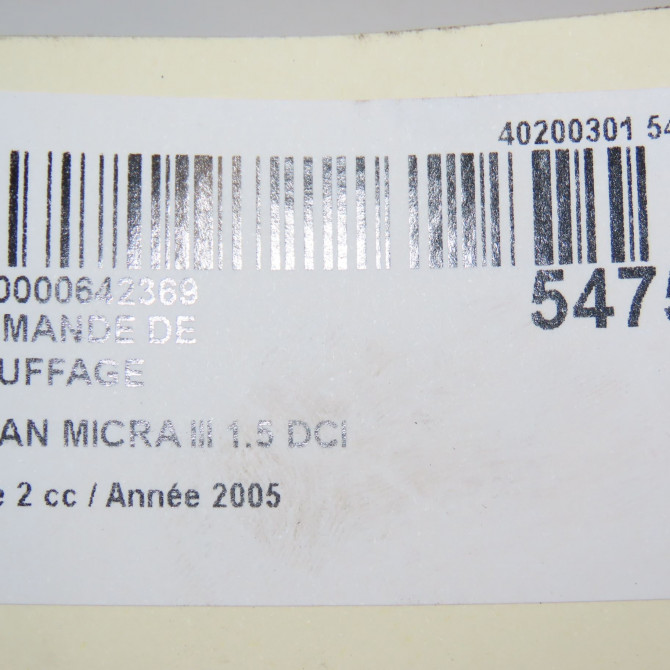 40200301 54
0000642369
5475
MANDE DE
UFFAGE
AN MICRA III 1.5 DCI
e 2 cc / Année 2005